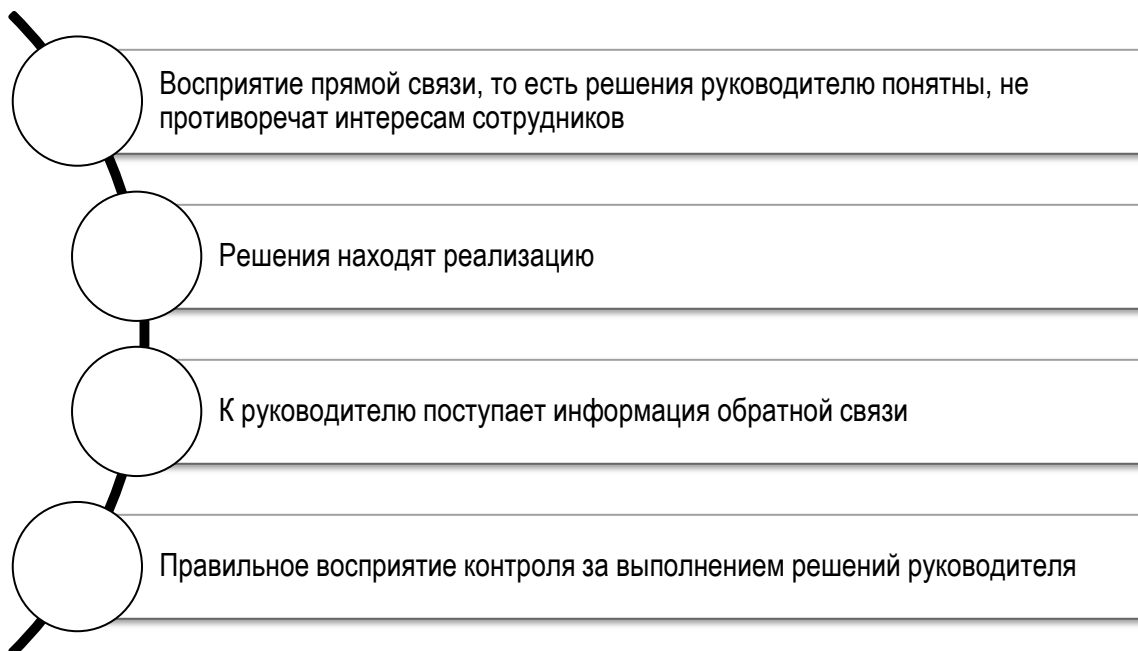 Восприятие прямой связи, то есть решения руководителю понятны, не
противоречат интересам сотрудников
Решения находят реализацию
К руководителю поступает информация обратной связи
Правильное восприятие контроля за выполнением решений руководителя